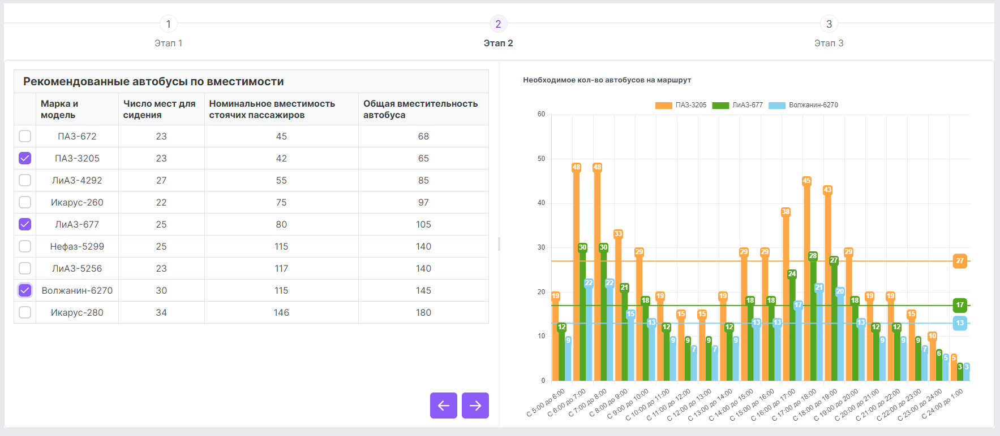 1
2
3
Этап 1
Этап 2
Этап 3
Рекомендованные автобусы по вместимости
Марка и модель
Число мест для сидения
Номинальное вместимость стоячих пассажиров
Общая вместительность автобуса
ПАЗ-672 23 45 68
ПАЗ-3205 23 42 65
ЛиАЗ-4292 27 55 85
Икарус-260 22 75 97
ЛиАЗ-677 25 80 105
Нефаз-5299 25 115 140
ЛиАЗ-5256 23 117 140
Волжанин-6270 30 115 145
Икарус-280 34 146 180
Необходимое кол-во автобусов на маршрут
ПАЗ-3205 ЛиАЗ-677 Волжанин-6270
60
50
40
30
20
10
0
19 12 9
48 30 22
48 30 22
33 21 15
29 18 13
19 12 9
15 9 7
15 9 7
19 12 9
29 18 13
29 18 13
38 24 17
45 28 21
43 27 20
29 18 13
19 12 9
19 12 9
15 9 7
10 6 5
5 3 3
27
17
13
С 5:00 до 6:00
С 6:00 до 7:00
С 7:00 до 8:00
С 8:00 до 9:00
С 9:00 до 10:00
С 10:00 до 11:00
С 11:00 до 12:00
С 12:00 до 13:00
С 13:00 до 14:00
С 14:00 до 15:00
С 15:00 до 16:00
С 16:00 до 17:00
С 17:00 до 18:00
С 18:00 до 19:00
С 19:00 до 20:00
С 20:00 до 21:00
С 21:00 до 22:00
С 22:00 до 23:00
С 23:00 до 24:00
С 24:00 до 1:00